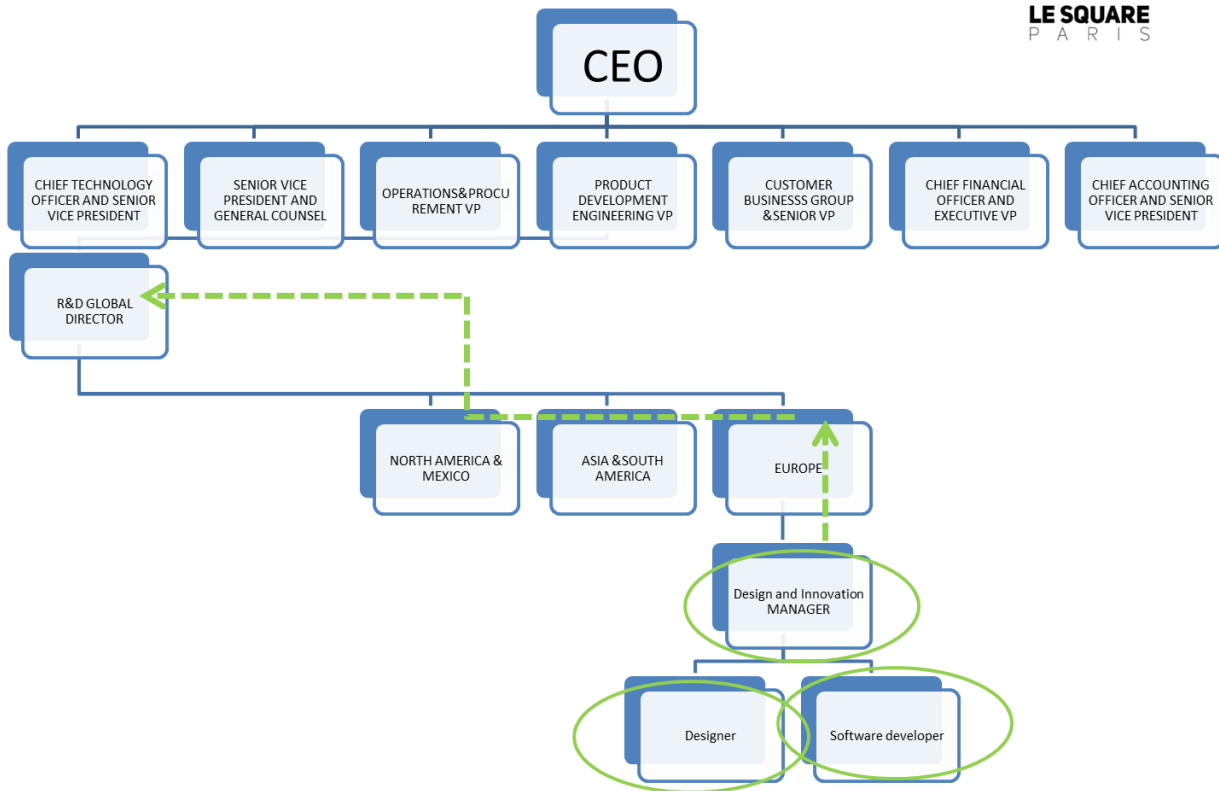 LE SQUARE
PARIS
CEO
CHIEF TECHNOLOGY
OFFICER AND SENIOR
VICE PRESIDENT
SENIOR VICE
PRESIDENT AND
GENERAL COUNSEL
OPERATIONS&PROCU
REMENT VP
PRODUCT
DEVELOPMENT
ENGINEERING VP
CUSTOMER
BUSINESSS GROUP
&SENIOR VP
CHIEF FINANCIAL
OFFICER AND
EXECUTIVE VP
CHIEF ACCOUNTING
OFFICER AND SENIOR
VICE PRESIDENT
R&D GLOBAL
DIRECTOR
NORTH AMERICA &
MEXICO
ASIA &SOUTH
AMERICA
EUROPE
Design and Innovation
MANAGER
Designer
Software developer